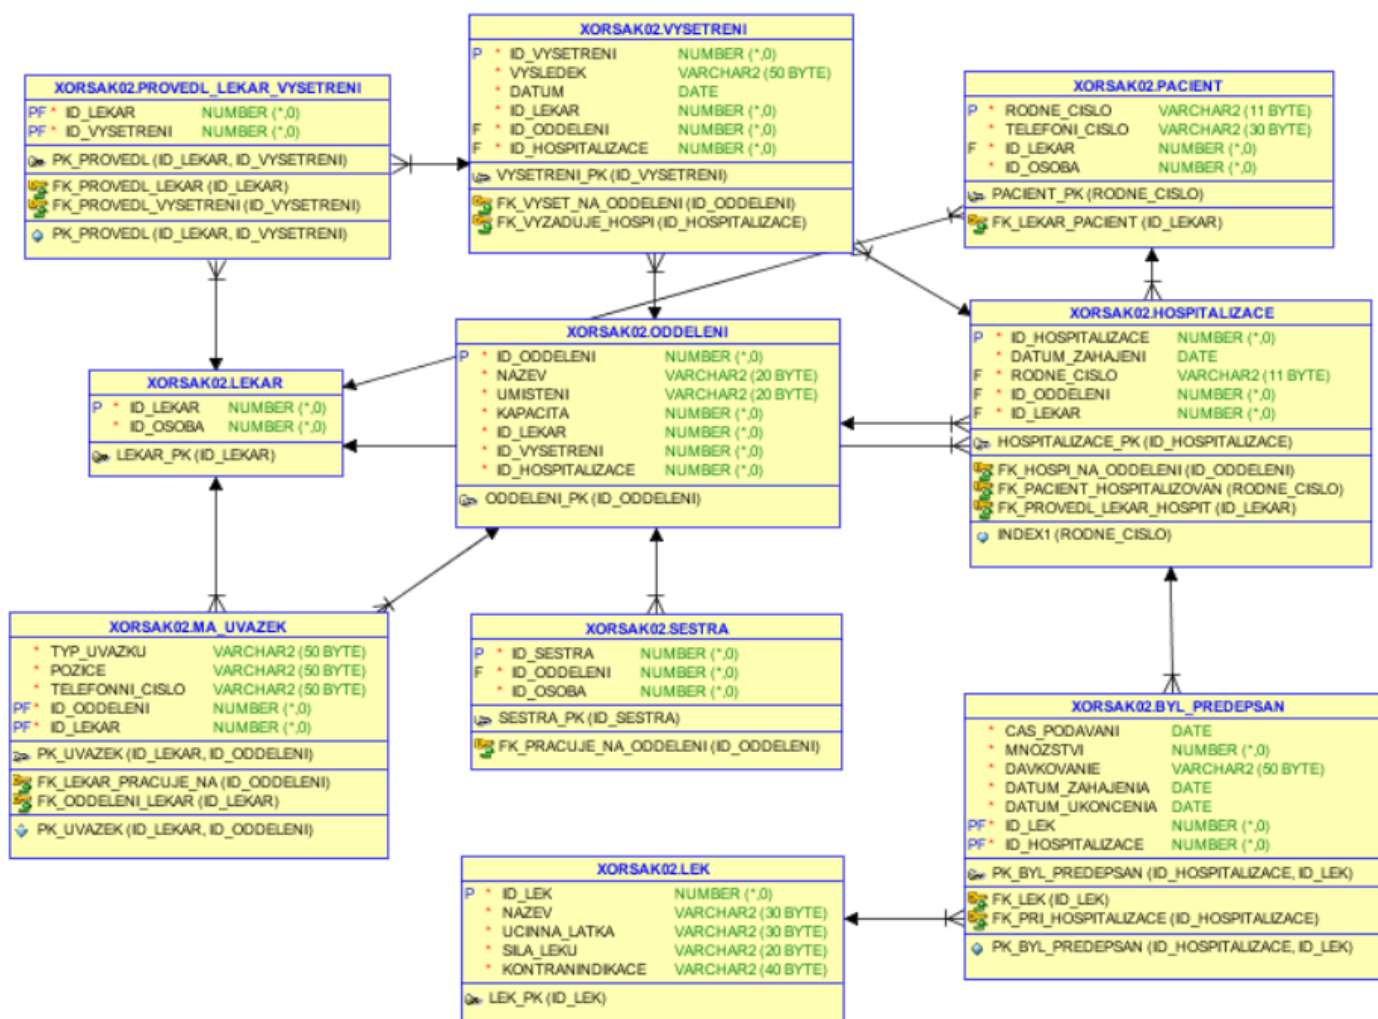 XORSAK02.PROVEDL_LEKAR_VYSETRENI
PF * ID_LEKAR NUMBER (*,0)
PF * ID_VYSETRENI NUMBER (*,0)
PK_PROVEDL (ID_LEKAR, ID_VYSETRENI)
FK_PROVEDL_LEKAR (ID_LEKAR)
FK_PROVEDL_VYSETRENI (ID_VYSETRENI)
PK_PROVEDL (ID_LEKAR, ID_VYSETRENI)
XORSAK02.VYSETRENI
P * ID_VYSETRENI NUMBER (*,0)
* VYSLEDEK VARCHAR2 (50 BYTE)
* DATUM DATE
* ID_LEKAR NUMBER (*,0)
F * ID_ODDELENI NUMBER (*,0)
F * ID_HOSPITALIZACE NUMBER (*,0)
VYSETRENI_PK (ID_VYSETRENI)
FK_VYSET_NA_ODDELENI (ID_ODDELENI)
FK_VYZADUJE_HOSPI (ID_HOSPITALIZACE)
XORSAK02.PACIENT
P * RODNE_CISLO VARCHAR2 (11 BYTE)
* TELEFONI_CISLO VARCHAR2 (30 BYTE)
F * ID_LEKAR NUMBER (*,0)
* ID_OSOBA NUMBER (*,0)
PACIENT_PK (RODNE_CISLO)
FK_LEKAR_PACIENT (ID_LEKAR)
XORSAK02.LEKAR
P * ID_LEKAR NUMBER (*,0)
* ID_OSOBA NUMBER (*,0)
LEKAR_PK (ID_LEKAR)
XORSAK02.ODDELENI
P * ID_ODDELENI NUMBER (*,0)
* NAZEV VARCHAR2 (20 BYTE)
* UMISTENI VARCHAR2 (20 BYTE)
* KAPACITA NUMBER (*,0)
* ID_LEKAR NUMBER (*,0)
* ID_VYSETRENI NUMBER (*,0)
* ID_HOSPITALIZACE NUMBER (*,0)
ODDELENI_PK (ID_ODDELENI)
XORSAK02.HOSPITALIZACE
P * ID_HOSPITALIZACE NUMBER (*,0)
* DATUM_ZAHAJENI DATE
F * RODNE_CISLO VARCHAR2 (11 BYTE)
F * ID_ODDELENI NUMBER (*,0)
F * ID_LEKAR NUMBER (*,0)
HOSPITALIZACE_PK (ID_HOSPITALIZACE)
FK_HOSPI_NA_ODDELENI (ID_ODDELENI)
FK_PACIENT_HOSPITALIZOVAN (RODNE_CISLO)
FK_PROVEDL_LEKAR_HOSPIT (ID_LEKAR)
INDEX1 (RODNE_CISLO)
XORSAK02.MA_UVAZEK
* TYP_UVAZKU VARCHAR2 (50 BYTE)
* POZICE VARCHAR2 (50 BYTE)
* TELEFONNI_CISLO VARCHAR2 (50 BYTE)
PF * ID_ODDELENI NUMBER (*,0)
PF * ID_LEKAR NUMBER (*,0)
PK_UVAZEK (ID_LEKAR, ID_ODDELENI)
FK_LEKAR_PRACUJE_NA (ID_ODDELENI)
FK_ODDELENI_LEKAR (ID_LEKAR)
PK_UVAZEK (ID_LEKAR, ID_ODDELENI)
XORSAK02.SESTRA
P * ID_SESTRA NUMBER (*,0)
F * ID_ODDELENI NUMBER (*,0)
* ID_OSOBA NUMBER (*,0)
SESTRA_PK (ID_SESTRA)
FK_PRACUJE_NA_ODDELENI (ID_ODDELENI)
XORSAK02.BYL_PREDEPSAN
* CAS_PODAVANI DATE
* MNOZSTVI NUMBER (*,0)
* DAVKOVANIE VARCHAR2 (50 BYTE)
* DATUM_ZAHAJENIA DATE
* DATUM_UKONCENIA DATE
PF * ID_LEK NUMBER (*,0)
PF * ID_HOSPITALIZACE NUMBER (*,0)
PK_BYL_PREDEPSAN (ID_HOSPITALIZACE, ID_LEK)
FK_LEK (ID_LEK)
FK_PRI_HOSPITALIZACE (ID_HOSPITALIZACE)
PK_BYL_PREDEPSAN (ID_HOSPITALIZACE, ID_LEK)
XORSAK02.LEK
P * ID_LEK NUMBER (*,0)
* NAZEV VARCHAR2 (30 BYTE)
* UCINNA_LATKA VARCHAR2 (30 BYTE)
* SILA_LEKU VARCHAR2 (20 BYTE)
* KONTRANINDIKACE VARCHAR2 (40 BYTE)
LEK_PK (ID_LEK)